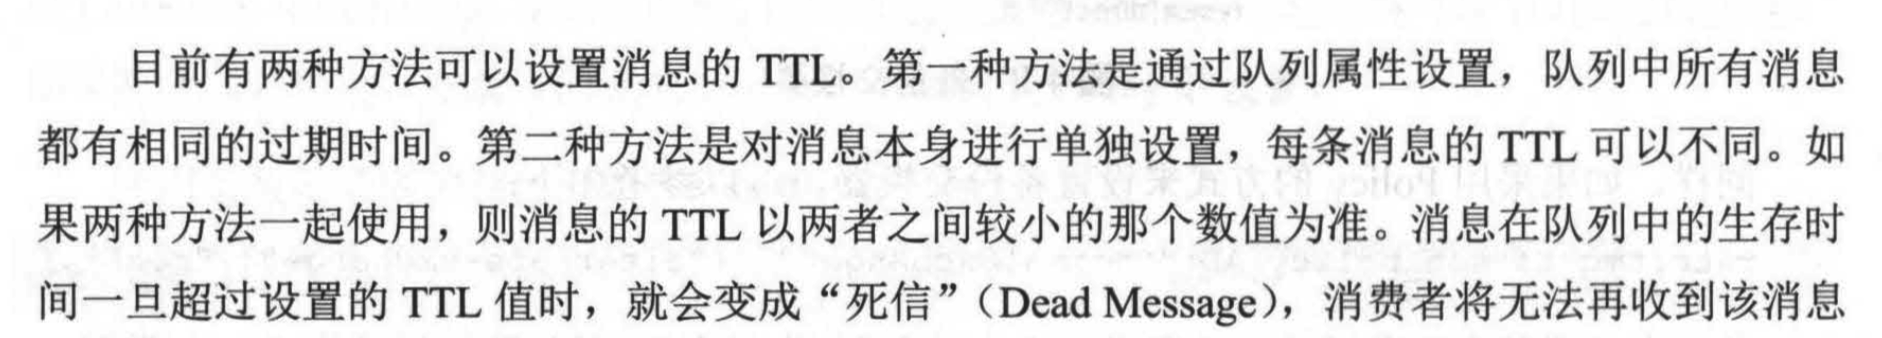 目前有两种方法可以设置消息的 TTL。第一种方法是通过队列属性设置，队列中所有消息
都有相同的过期时间。第二种方法是对消息本身进行单独设置，每条消息的 TTL 可以不同。如
果两种方法一起使用，则消息的 TTL 以两者之间较小的那个数值为准。消息在队列中的生存时
间一旦超过设置的 TTL 值时，就会变成“死信”（Dead Message），消费者将无法再收到该消息